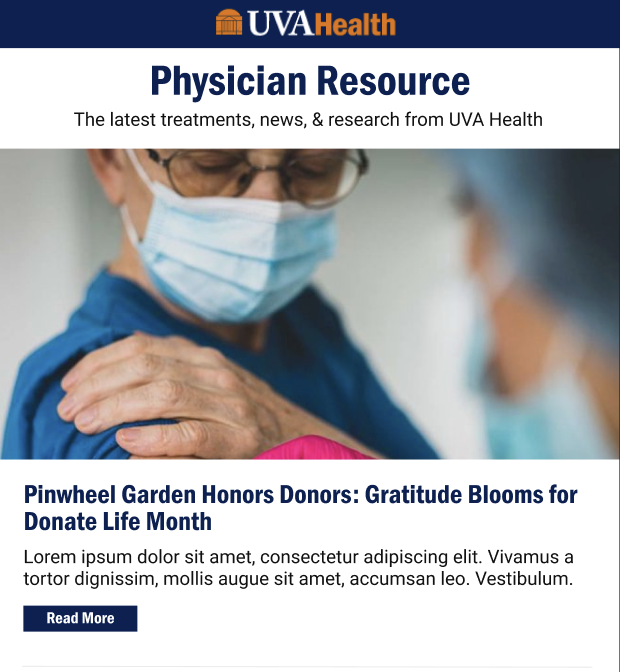 UVAHealth
Physician Resource
The latest treatments, news, & research from UVA Health
Pinwheel Garden Honors Donors: Gratitude Blooms for
Donate Life Month
Lorem ipsum dolor sit amet, consectetur adipiscing elit. Vivamus a
tortor dignissim, mollis augue sit amet, accumsan leo. Vestibulum.
Read More